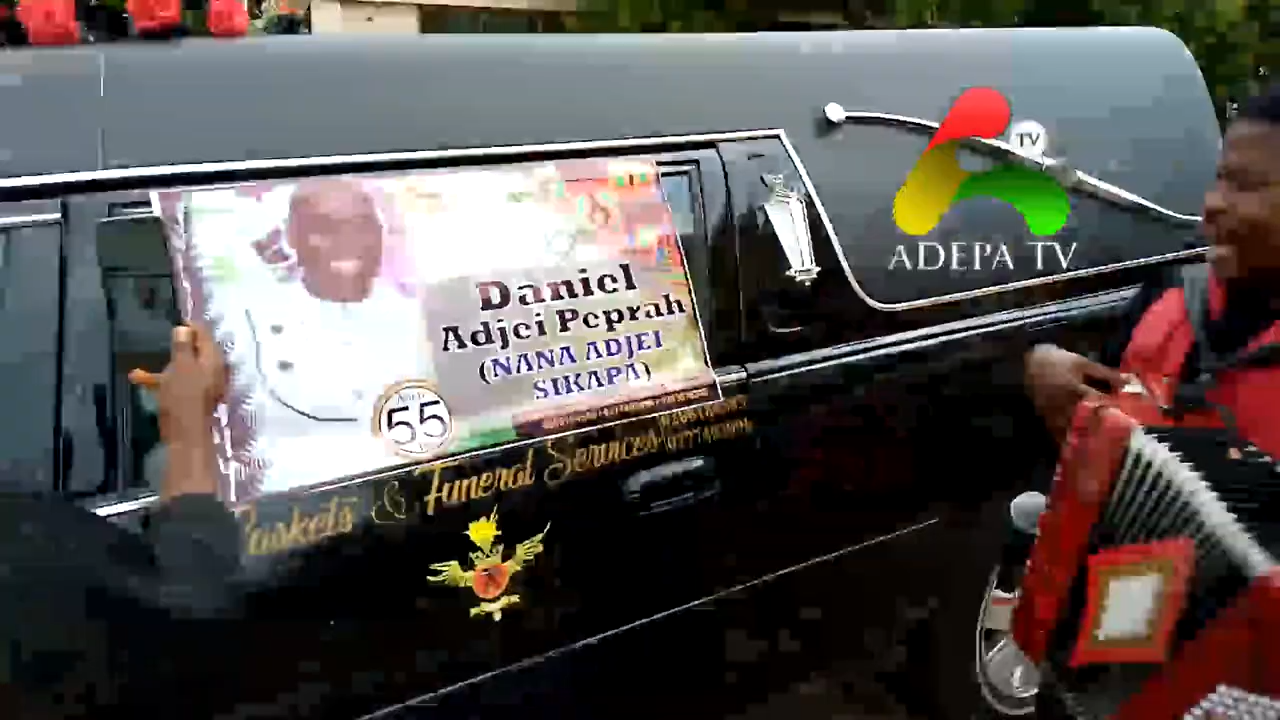 Daniel
Adjei Peprah
(NANA ADJEI
SIKAPA)
55
Caskets & Funeral Services
TV
ADEPA TV